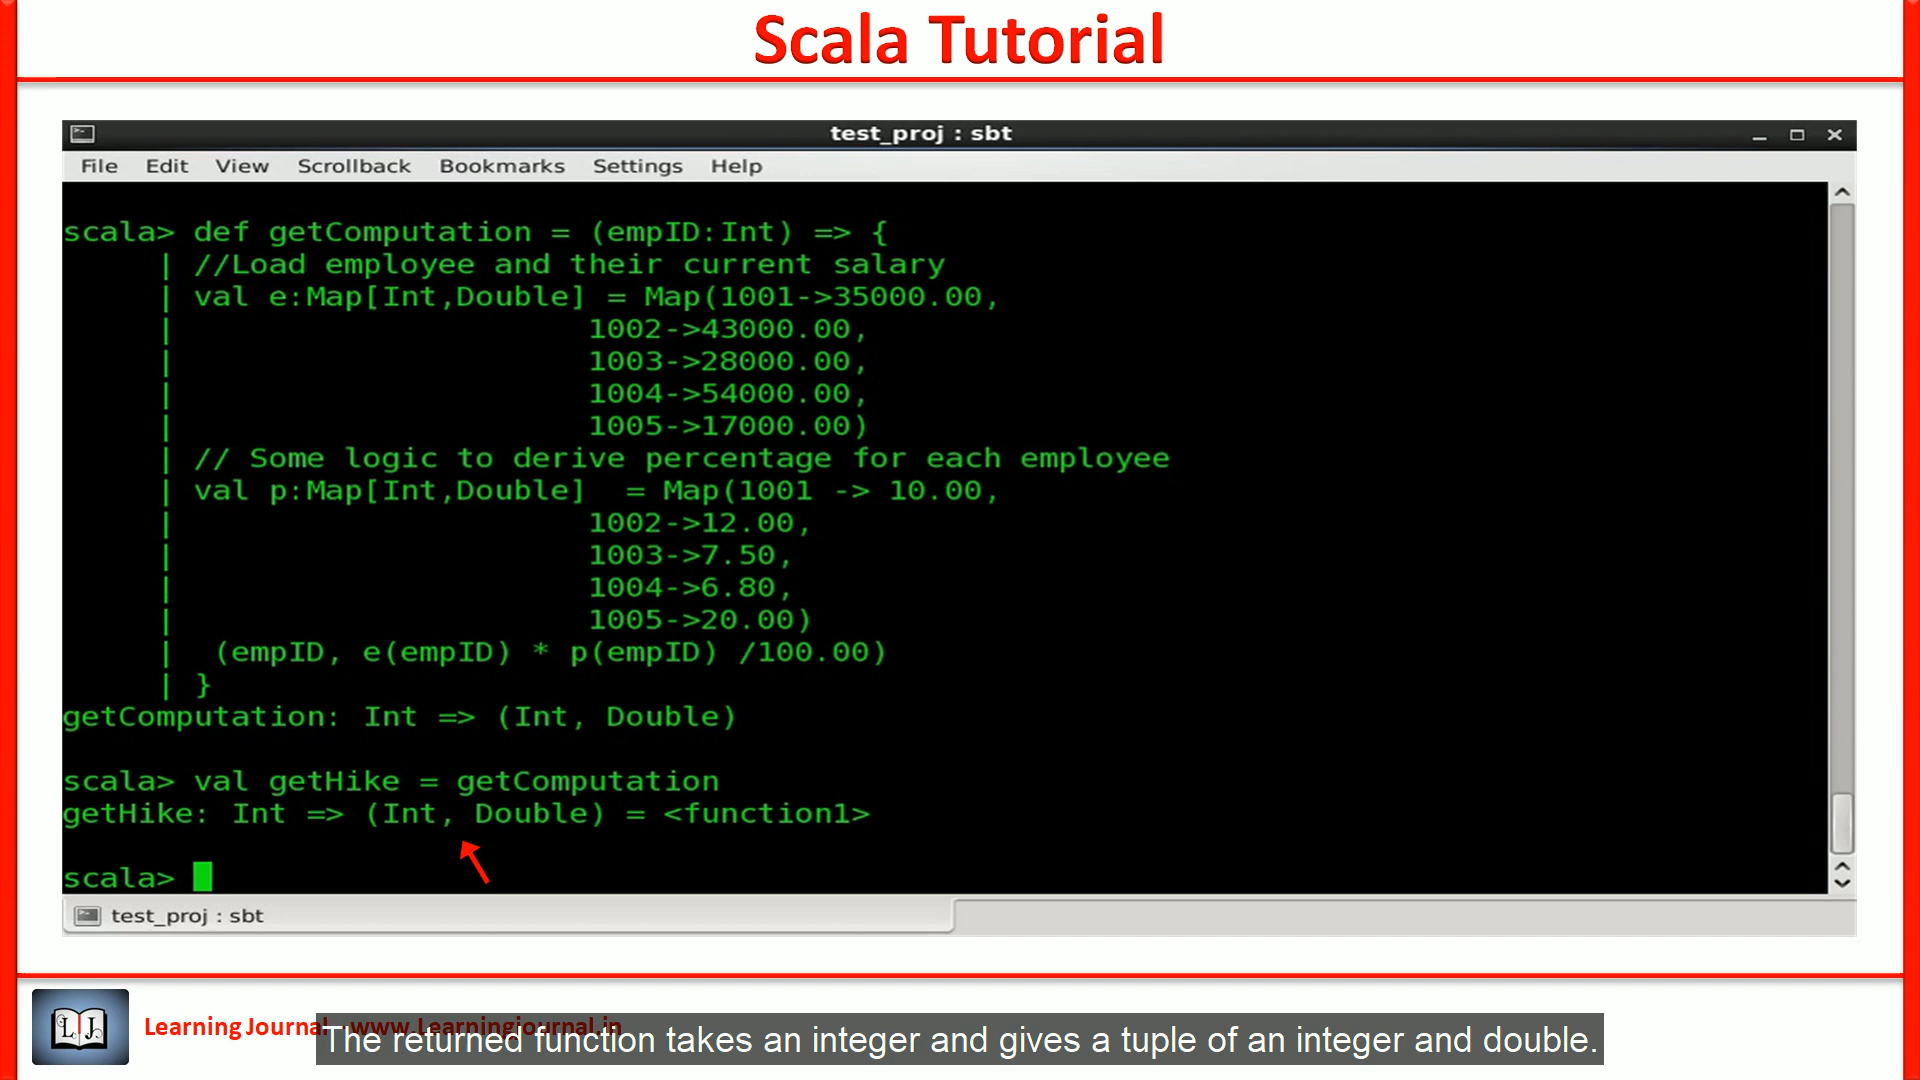 Scala Tutorial
test_proj : sbt
File Edit View Scrollback Bookmarks Settings Help
scala> def getComputation = (empID:Int) => {
| //Load employee and their current salary
| val e:Map[Int,Double] = Map(1001->35000.00,
| 1002->43000.00,
| 1003->28000.00,
| 1004->54000.00,
| 1005->17000.00)
| // Some logic to derive percentage for each employee
| val p:Map[Int,Double]  = Map(1001 -> 10.00,
| 1002->12.00,
| 1003->7.50,
| 1004->6.80,
| 1005->20.00)
| (empID, e(empID) * p(empID) /100.00)
| }
getComputation: Int => (Int, Double)
scala> val getHike = getComputation
getHike: Int => (Int, Double) = <function1>
scala>
test_proj : sbt
LJ
Learning Journal - www.Learningjournal.in
The returned function takes an integer and gives a tuple of an integer and double.